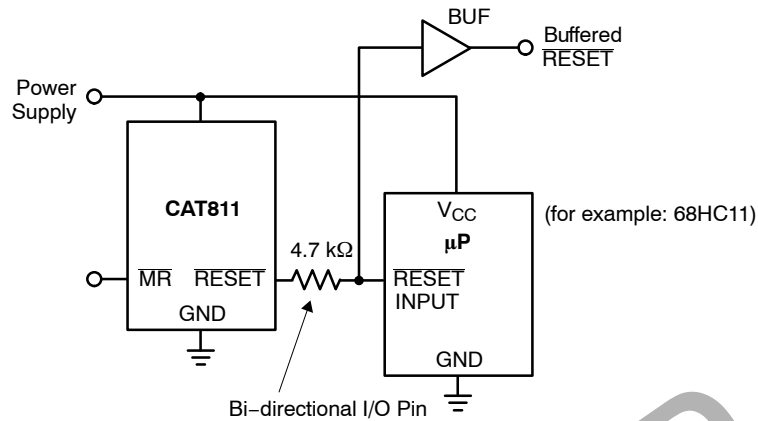 BUF
Buffered
RESET
Power
Supply
CAT811
VCC
(for example: 68HC11)
μP
4.7 kΩ
MR RESET
RESET
INPUT
GND
GND
Bi−directional I/O Pin